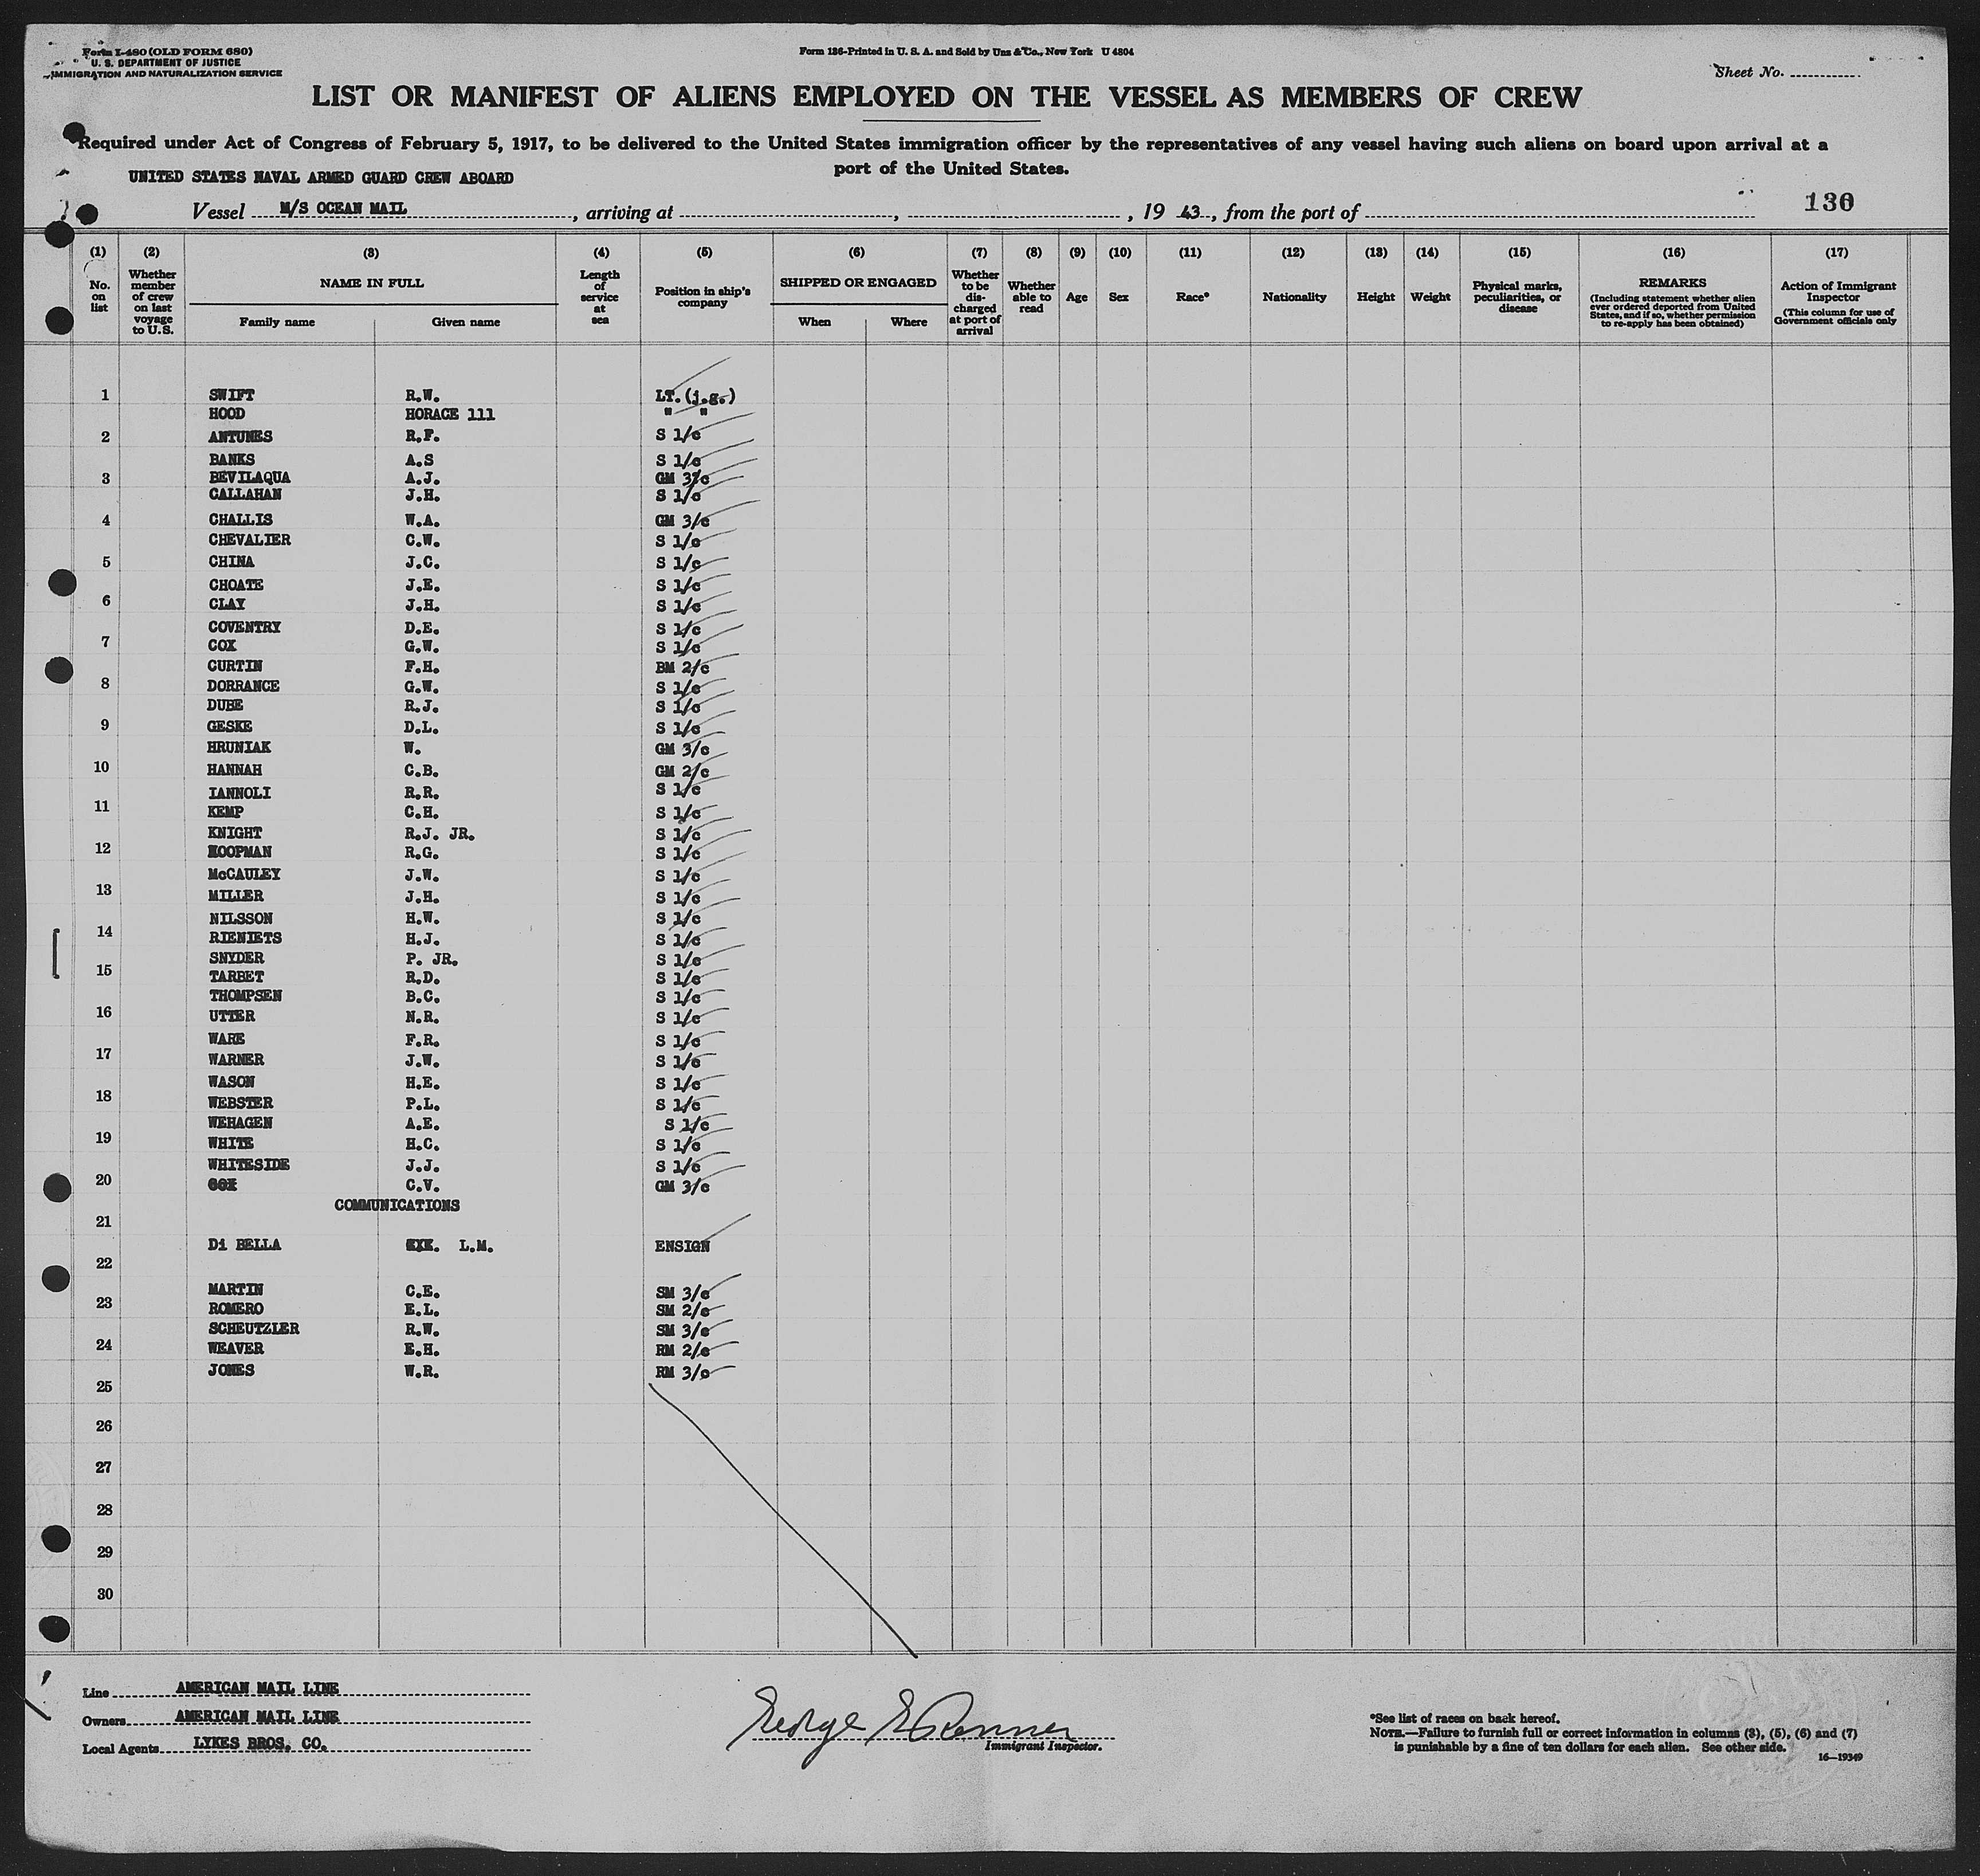 Form I-480 (OLD FORM 680)
U. S. DEPARTMENT OF JUSTICE
IMMIGRATION AND NATURALIZATION SERVICE
Form 136-Printed in U. S. A. and Sold by Unz & Co., New York U 4804
Sheet No.
LIST OR MANIFEST OF ALIENS EMPLOYED ON THE VESSEL AS MEMBERS OF CREW
Required under Act of Congress of February 5, 1917, to be delivered to the United States immigration officer by the representatives of any vessel having such aliens on board upon arrival at a
port of the United States.
UNITED STATES NAVAL ARMED GUARD CREW ABOARD
Vessel M/S OCEAN MAIL, arriving at , , 19 43, from the port of
130
(1) No. on list
(2) Whether member of crew on last voyage to U.S.
(3) NAME IN FULL Family name Given name
(4) Length of service at sea
(5) Position in ship's company
(6) SHIPPED OR ENGAGED When Where
(7) Whether to be discharged at port of arrival
(8) Whether able to read
(9) Age
(10) Sex
(11) Race*
(12) Nationality
(13) Height
(14) Weight
(15) Physical marks, peculiarities, or disease
(16) REMARKS (Including statement whether alien ever ordered deported from United States, and if so, whether permission to re-apply has been obtained)
(17) Action of Immigrant Inspector (This column for use of Government officials only
1 SWIFT R.W. LT. (j.g.)
HOOD HORACE 111 " "
2 ANTUNES R.F. S 1/c
BANKS A.S S 1/c
3 BEVILAQUA A.J. GM 3/c
CALLAHAN J.H. S 1/c
4 CHALLIS W.A. GM 3/c
CHEVALIER C.W. S 1/c
5 CHINA J.C. S 1/c
CHOATE J.E. S 1/c
6 CLAY J.H. S 1/c
COVENTRY D.E. S 1/c
7 COX G.W. S 1/c
CURTIN F.H. BM 2/c
8 DORRANCE G.W. S 1/c
DUBE R.J. S 1/c
9 GESKE D.L. S 1/c
HRUNIAK W. GM 3/c
10 HANNAH C.B. GM 2/c
IANNOLI R.R. S 1/c
11 KEMP C.H. S 1/c
KNIGHT R.J. JR. S 1/c
12 KOOPMAN R.G. S 1/c
McCAULEY J.W. S 1/c
13 MILLER J.H. S 1/c
NILSSON H.W. S 1/c
14 RIENIETS H.J. S 1/c
SNYDER P. JR. S 1/c
15 TARBET R.D. S 1/c
THOMPSEN B.C. S 1/c
16 UTTER N.R. S 1/c
WARE F.R. S 1/c
17 WARNER J.W. S 1/c
WASON H.E. S 1/c
18 WEBSTER P.L. S 1/c
WEHAGEN A.E. S 1/c
19 WHITE H.C. S 1/c
WHITESIDE J.J. S 1/c
20 COX C.V. GM 3/c
COMMUNICATIONS
21
Di BELLA L.M. ENSIGN
22
MARTIN C.E. SM 3/c
23 ROMERO E.L. SM 2/c
SCHEUTZLER R.W. SM 3/c
24 WEAVER E.H. RM 2/c
JONES W.R. RM 3/c
25
26
27
28
29
30
Line AMERICAN MAIL LINE
Owners AMERICAN MAIL LINE
Local Agents LYKES BROS. CO.
George E Renner
Immigrant Inspector.
*See list of races on back hereof.
NOTE.—Failure to furnish full or correct information in columns (3), (5), (6) and (7)
is punishable by a fine of ten dollars for each alien. See other side.
16—19349